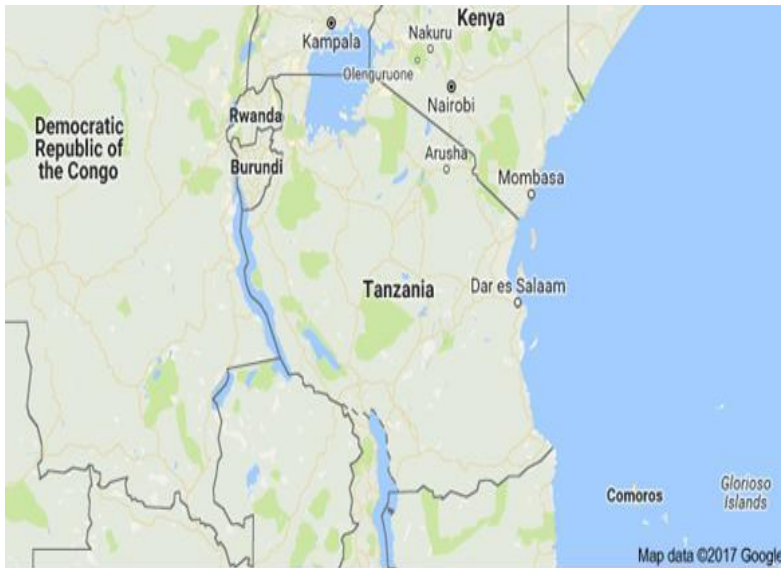 Kenya
Kampala
Nakuru
Olenguruone
Nairobi
Rwanda
Democratic
Republic of
the Congo
Burundi
Arusha
Mombasa
Tanzania
Dar es Salaam
Comoros
Glorioso
Islands
Map data ©2017 Google